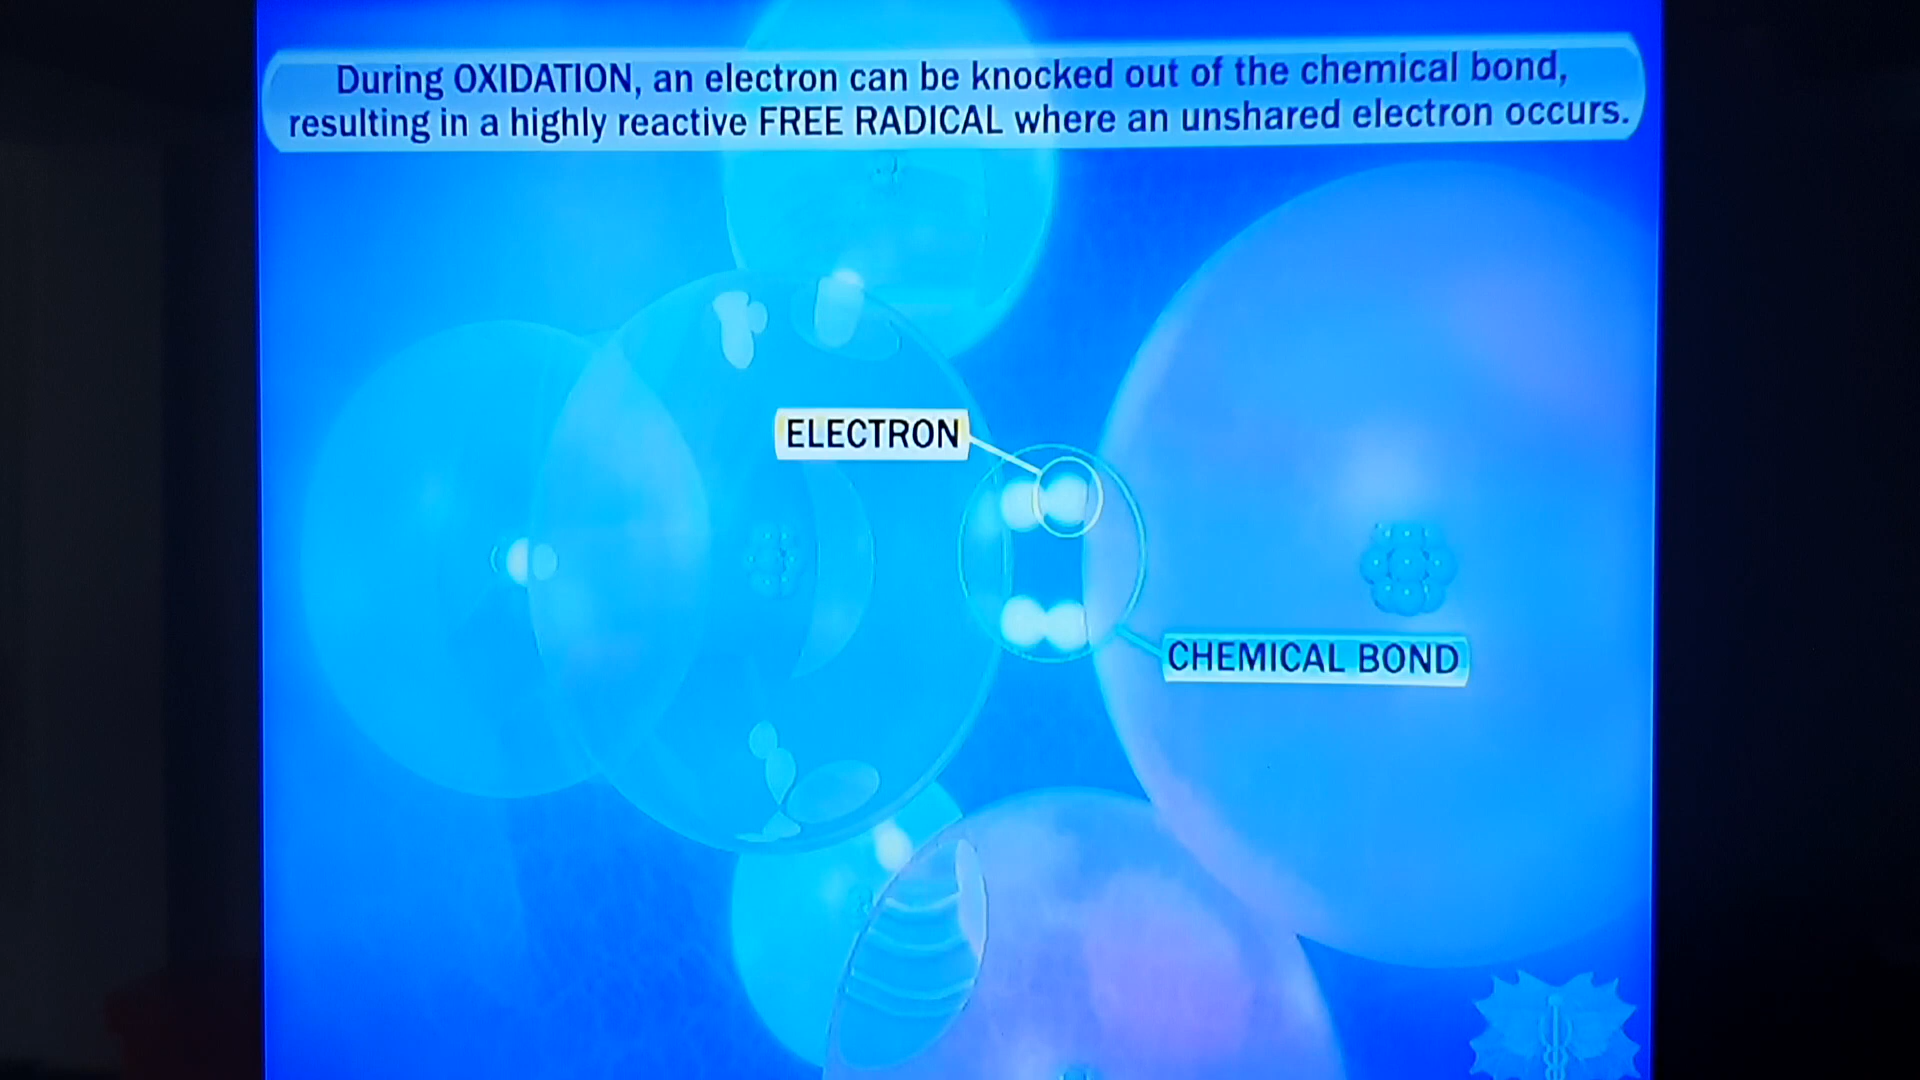 During OXIDATION, an electron can be knocked out of the chemical bond,
resulting in a highly reactive FREE RADICAL where an unshared electron occurs.
ELECTRON
CHEMICAL BOND